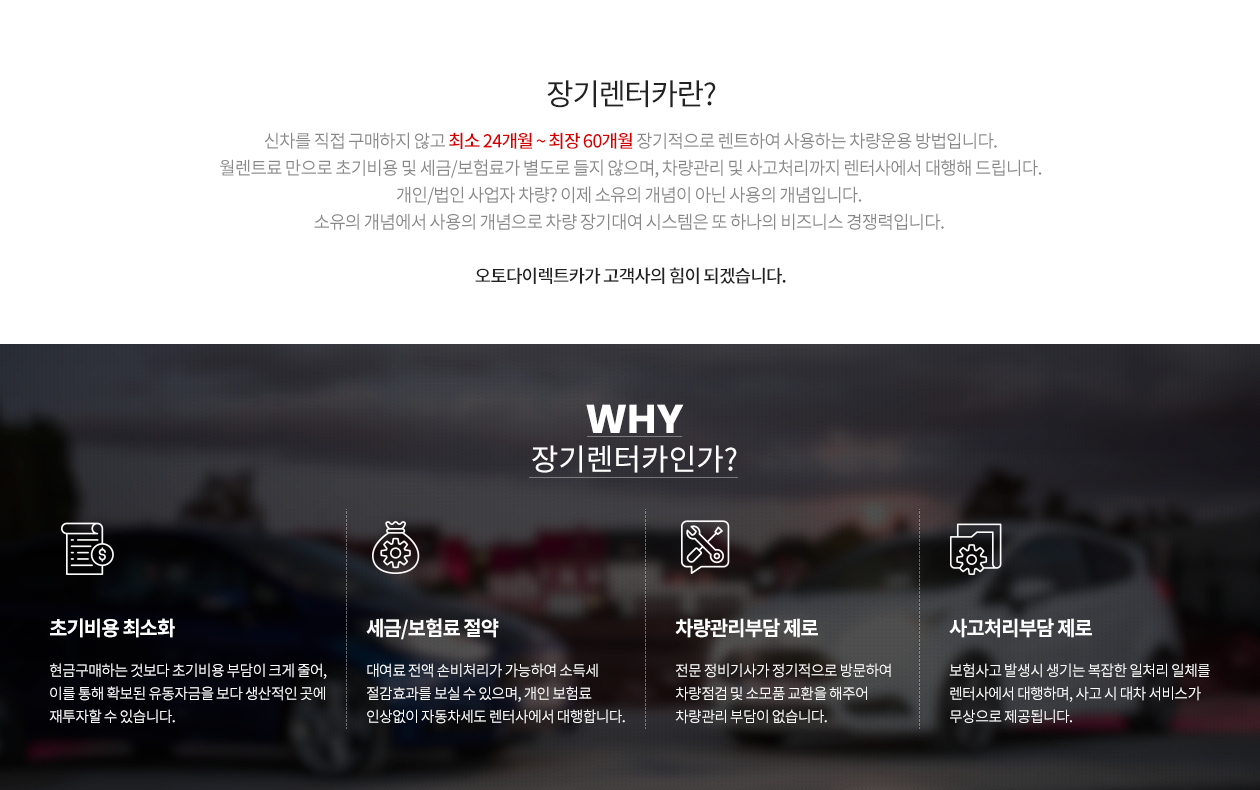 장기렌터카란?
신차를 직접 구매하지 않고 최소 24개월 ~ 최장 60개월 장기적으로 렌트하여 사용하는 차량운용 방법입니다.
월렌트료 만으로 초기비용 및 세금/보험료가 별도로 들지 않으며, 차량관리 및 사고처리까지 렌터사에서 대행해 드립니다.
개인/법인 사업자 차량? 이제 소유의 개념이 아닌 사용의 개념입니다.
소유의 개념에서 사용의 개념으로 차량 장기대여 시스템은 또 하나의 비즈니스 경쟁력입니다.
오토다이렉트카가 고객사의 힘이 되겠습니다.
WHY
장기렌터카인가?
초기비용 최소화
현금구매하는 것보다 초기비용 부담이 크게 줄어,
이를 통해 확보된 유동자금을 보다 생산적인 곳에
재투자할 수 있습니다.
세금/보험료 절약
대여료 전액 손비처리가 가능하여 소득세
절감효과를 보실 수 있으며, 개인 보험료
인상없이 자동차세도 렌터사에서 대행합니다.
차량관리부담 제로
전문 정비기사가 정기적으로 방문하여
차량점검 및 소모품 교환을 해주어
차량관리 부담이 없습니다.
사고처리부담 제로
보험사고 발생시 생기는 복잡한 일처리 일체를
렌터사에서 대행하며, 사고 시 대차 서비스가
무상으로 제공됩니다.